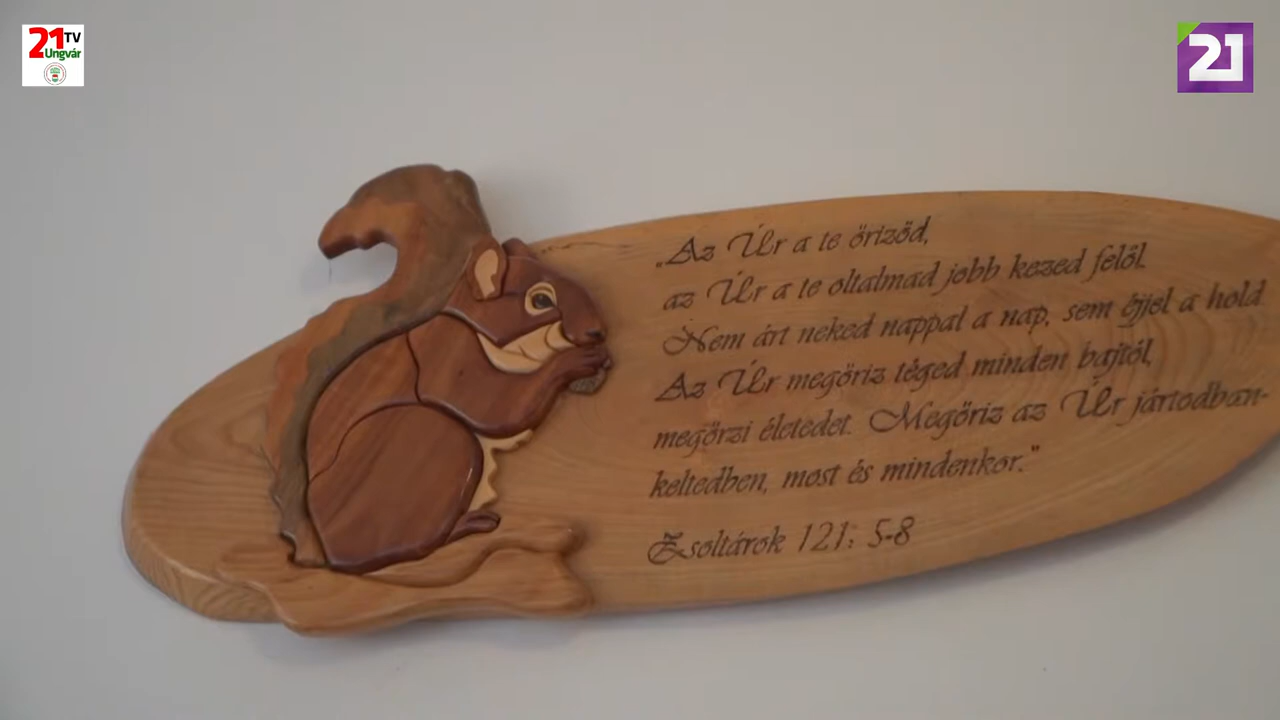 21 TV
Ungvár
21
„Az Úr a te őriződ,
az Úr a te oltalmad jobb kezed felől.
Nem árt neked nappal a nap, sem éjjel a hold
Az Úr megőriz téged minden bajtól,
megőrzi életedet. Megőriz az Úr jártodban-
keltedben, most és mindenkor."
Zsoltárok 121: 5-8